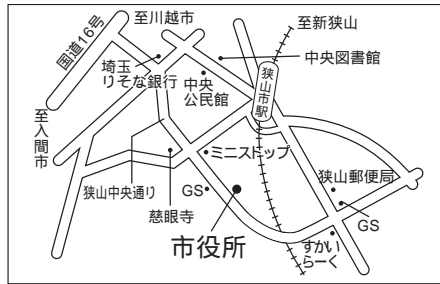 至川越市
至新狭山
国道16号
中央図書館
埼玉
りそな銀行
中央
公民館
狭山市駅
至入間市
ミニストップ
狭山中央通り
慈眼寺
GS
狭山郵便局
GS
市役所
すかい
らーく